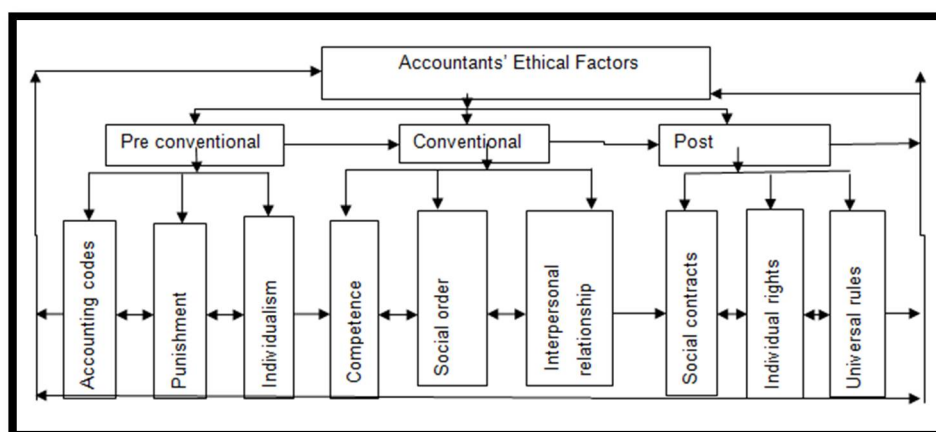 Accountants' Ethical Factors
Pre conventional
Conventional
Post
Accounting codes
Punishment
Individualism
Competence
Social order
Interpersonal
relationship
Social contracts
Individual rights
Universal rules